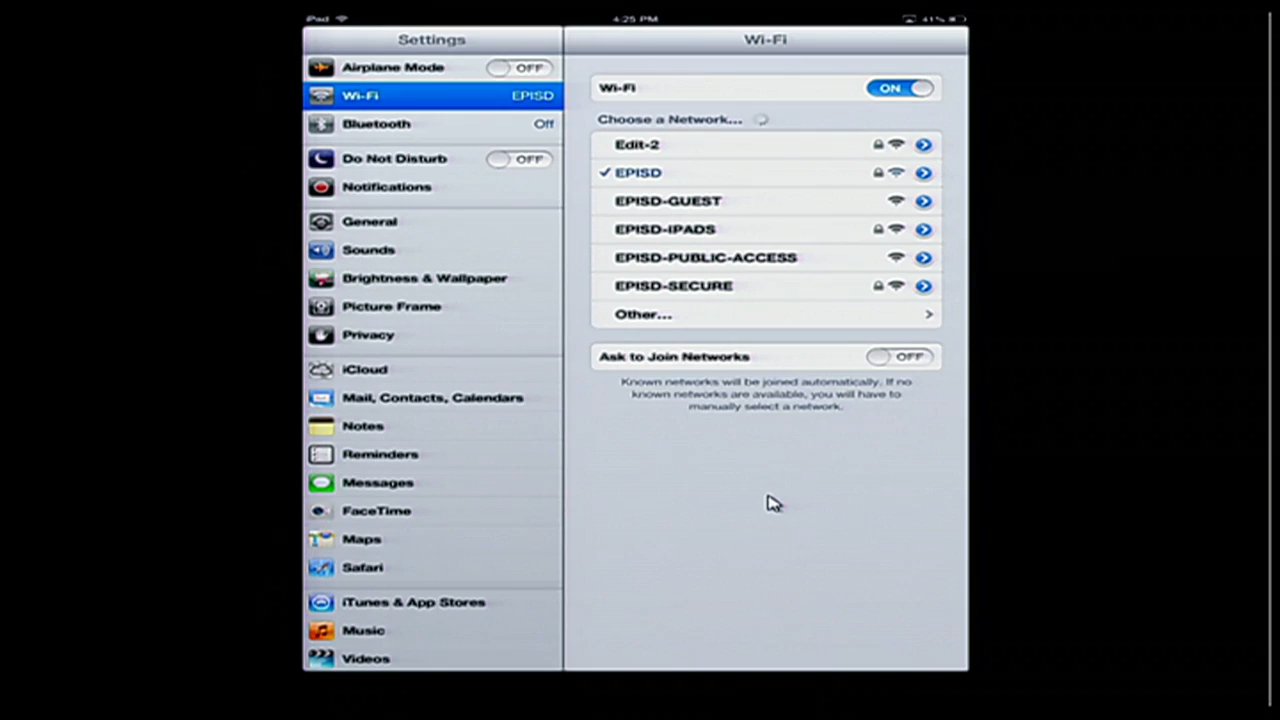 iPad 4:25 PM 41%
Settings Wi-Fi
Airplane Mode OFF
Wi-Fi EPISD
Bluetooth Off
Do Not Disturb OFF
Notifications
General
Sounds
Brightness & Wallpaper
Picture Frame
Privacy
iCloud
Mail, Contacts, Calendars
Notes
Reminders
Messages
FaceTime
Maps
Safari
iTunes & App Stores
Music
Videos
Wi-Fi ON
Choose a Network...
Edit-2
EPISD
EPISD-GUEST
EPISD-IPADS
EPISD-PUBLIC-ACCESS
EPISD-SECURE
Other...
Ask to Join Networks OFF
Known networks will be joined automatically. If no
known networks are available, you will have to
manually select a network.